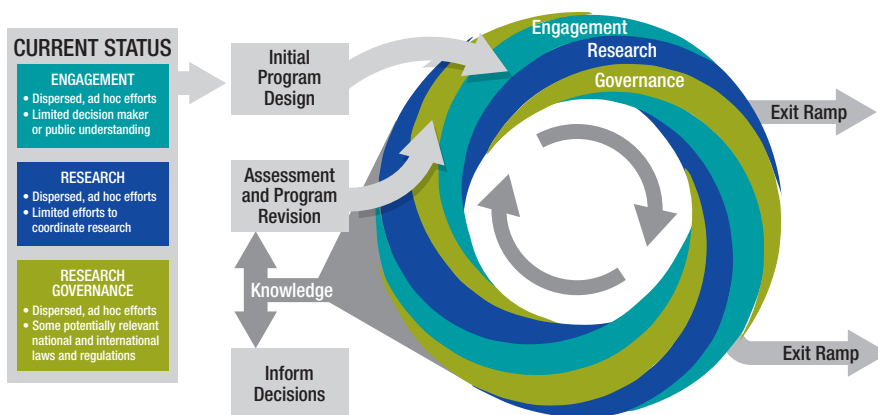 CURRENT STATUS
ENGAGEMENT
• Dispersed, ad hoc efforts
• Limited decision maker
or public understanding
RESEARCH
• Dispersed, ad hoc efforts
• Limited efforts to
coordinate research
RESEARCH
GOVERNANCE
• Dispersed, ad hoc efforts
• Some potentially relevant
national and international
laws and regulations
Initial
Program
Design
Assessment
and Program
Revision
Knowledge
Inform
Decisions
Engagement
Research
Governance
Exit Ramp
Exit Ramp